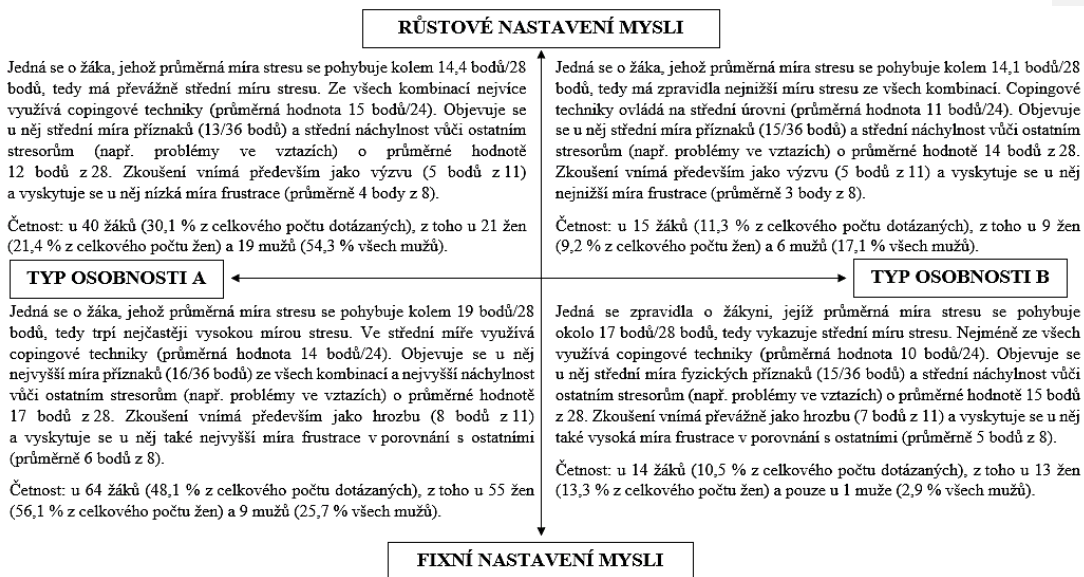 RŮSTOVÉ NASTAVENÍ MYSLI
Jedná se o žáka, jehož průměrná míra stresu se pohybuje kolem 14,4 bodů/28
bodů, tedy má převážně střední míru stresu. Ze všech kombinací nejvíce
využívá copingové techniky (průměrná hodnota 15 bodů/24). Objevuje se
u něj střední míra příznaků (13/36 bodů) a střední náchylnost vůči ostatním
stresorům (např. problémy ve vztazích) o průměrné hodnotě
12 bodů z 28. Zkoušení vnímá především jako výzvu (5 bodů z 11)
a vyskytuje se u něj nízká míra frustrace (průměrně 4 body z 8).
Četnost: u 40 žáků (30,1 % z celkového počtu dotázaných), z toho u 21 žen
(21,4 % z celkového počtu žen) a 19 mužů (54,3 % všech mužů).
Jedná se o žáka, jehož průměrná míra stresu se pohybuje kolem 14,1 bodů/28
bodů, tedy má zpravidla nejnižší míru stresu ze všech kombinací. Copingové
techniky ovládá na střední úrovni (průměrná hodnota 11 bodů/24). Objevuje
se u něj střední míra příznaků (15/36 bodů) a střední náchylnost vůči ostatním
stresorům (např. problémy ve vztazích) o průměrné hodnotě 14 bodů z 28.
Zkoušení vnímá především jako výzvu (5 bodů z 11) a vyskytuje se u něj
nejnižší míra frustrace (průměrně 3 body z 8).
Četnost: u 15 žáků (11,3 % z celkového počtu dotázaných), z toho u 9 žen
(9,2 % z celkového počtu žen) a 6 mužů (17,1 % všech mužů).
TYP OSOBNOSTI A
TYP OSOBNOSTI B
Jedná se o žáka, jehož průměrná míra stresu se pohybuje kolem 19 bodů/28
bodů, tedy trpí nejčastěji vysokou mírou stresu. Ve střední míře využívá
copingové techniky (průměrná hodnota 14 bodů/24). Objevuje se u něj
nejvyšší míra příznaků (16/36 bodů) ze všech kombinací a nejvyšší náchylnost
vůči ostatním stresorům (např. problémy ve vztazích) o průměrné hodnotě
17 bodů z 28. Zkoušení vnímá především jako hrozbu (8 bodů z 11)
a vyskytuje se u něj také nejvyšší míra frustrace v porovnání s ostatními
(průměrně 6 bodů z 8).
Četnost: u 64 žáků (48,1 % z celkového počtu dotázaných), z toho u 55 žen
(56,1 % z celkového počtu žen) a 9 mužů (25,7 % všech mužů).
Jedná se zpravidla o žákyni, jejíž průměrná míra stresu se pohybuje
okolo 17 bodů/28 bodů, tedy vykazuje střední míru stresu. Nejméně ze všech
využívá copingové techniky (průměrná hodnota 10 bodů/24). Objevuje se
u něj střední míra fyzických příznaků (15/36 bodů) a střední náchylnost vůči
ostatním stresorům (např. problémy ve vztazích) o průměrné hodnotě 15 bodů
z 28. Zkoušení vnímá převážně jako hrozbu (7 bodů z 11) a vyskytuje se u něj
také vysoká míra frustrace v porovnání s ostatními (průměrně 5 bodů z 8).
Četnost: u 14 žáků (10,5 % z celkového počtu dotázaných), z toho u 13 žen
(13,3 % z celkového počtu žen) a pouze u 1 muže (2,9 % všech mužů).
FIXNÍ NASTAVENÍ MYSLI